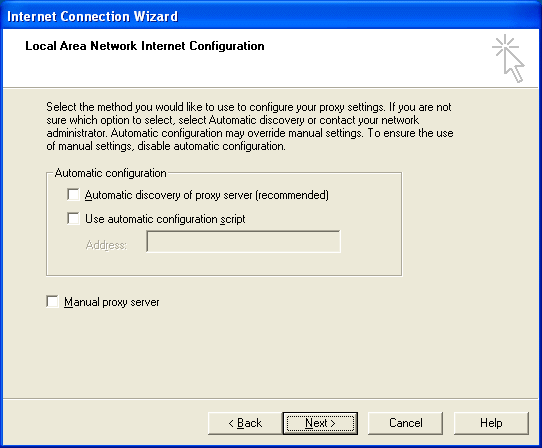 Internet Connection Wizard
Local Area Network Internet Configuration
Select the method you would like to use to configure your proxy settings. If you are not
sure which option to select, select Automatic discovery or contact your network
administrator. Automatic configuration may override manual settings. To ensure the use
of manual settings, disable automatic configuration.
Automatic configuration
Automatic discovery of proxy server (recommended)
Use automatic configuration script
Address:
Manual proxy server
< Back Next > Cancel Help